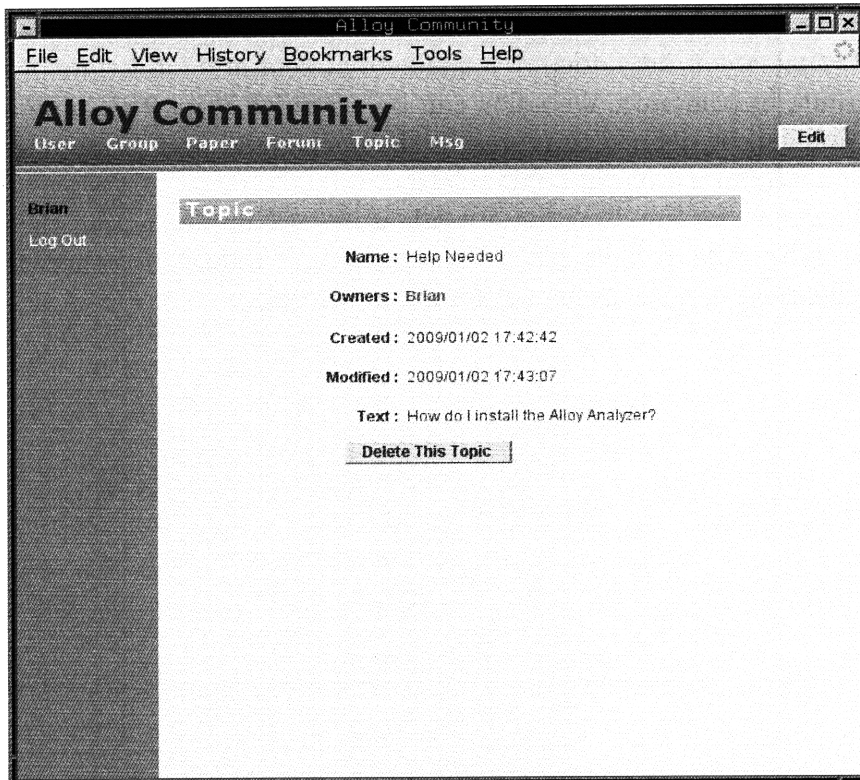 Alloy Community
File Edit View History Bookmarks Tools Help
Alloy Community
User Group Paper Forum Topic Msg
Edit
Brian
Log Out
Topic
Name : Help Needed
Owners : Brian
Created : 2009/01/02 17:42:42
Modified : 2009/01/02 17:43:07
Text : How do I install the Alloy Analyzer?
Delete This Topic